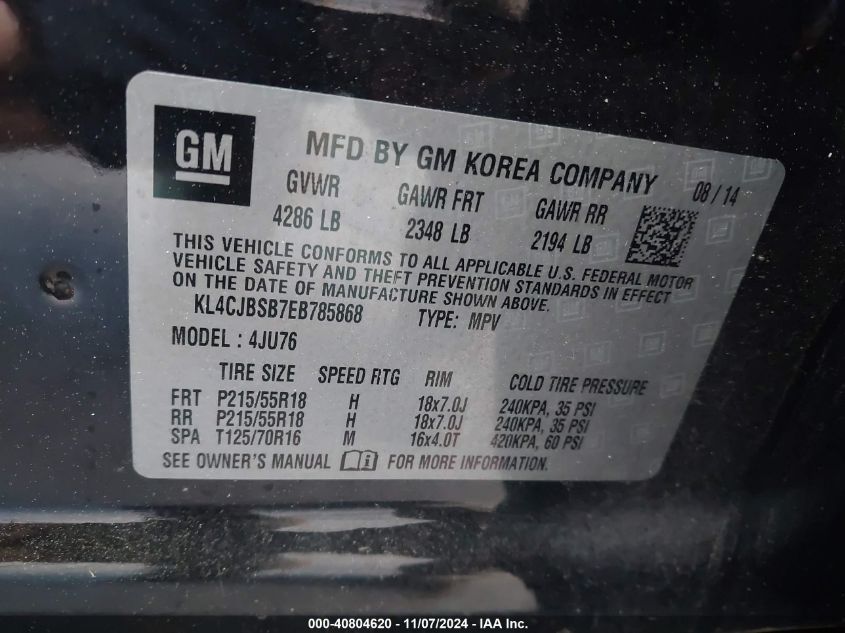 GM
MFD BY GM KOREA COMPANY 08 / 14
GVWR GAWR FRT GAWR RR
4286 LB 2348 LB 2194 LB
THIS VEHICLE CONFORMS TO ALL APPLICABLE U.S. FEDERAL MOTOR
VEHICLE SAFETY AND THEFT PREVENTION STANDARDS IN EFFECT
ON THE DATE OF MANUFACTURE SHOWN ABOVE.
KL4CJBSB7EB785868 TYPE: MPV
MODEL : 4JU76
TIRE SIZE SPEED RTG RIM COLD TIRE PRESSURE
FRT P215/55R18 H 18x7.0J 240KPA, 35 PSI
RR P215/55R18 H 18x7.0J 240KPA, 35 PSI
SPA T125/70R16 M 16x4.0T 420KPA, 60 PSI
SEE OWNER'S MANUAL FOR MORE INFORMATION.
000-40804620 - 11/07/2024 - IAA Inc.